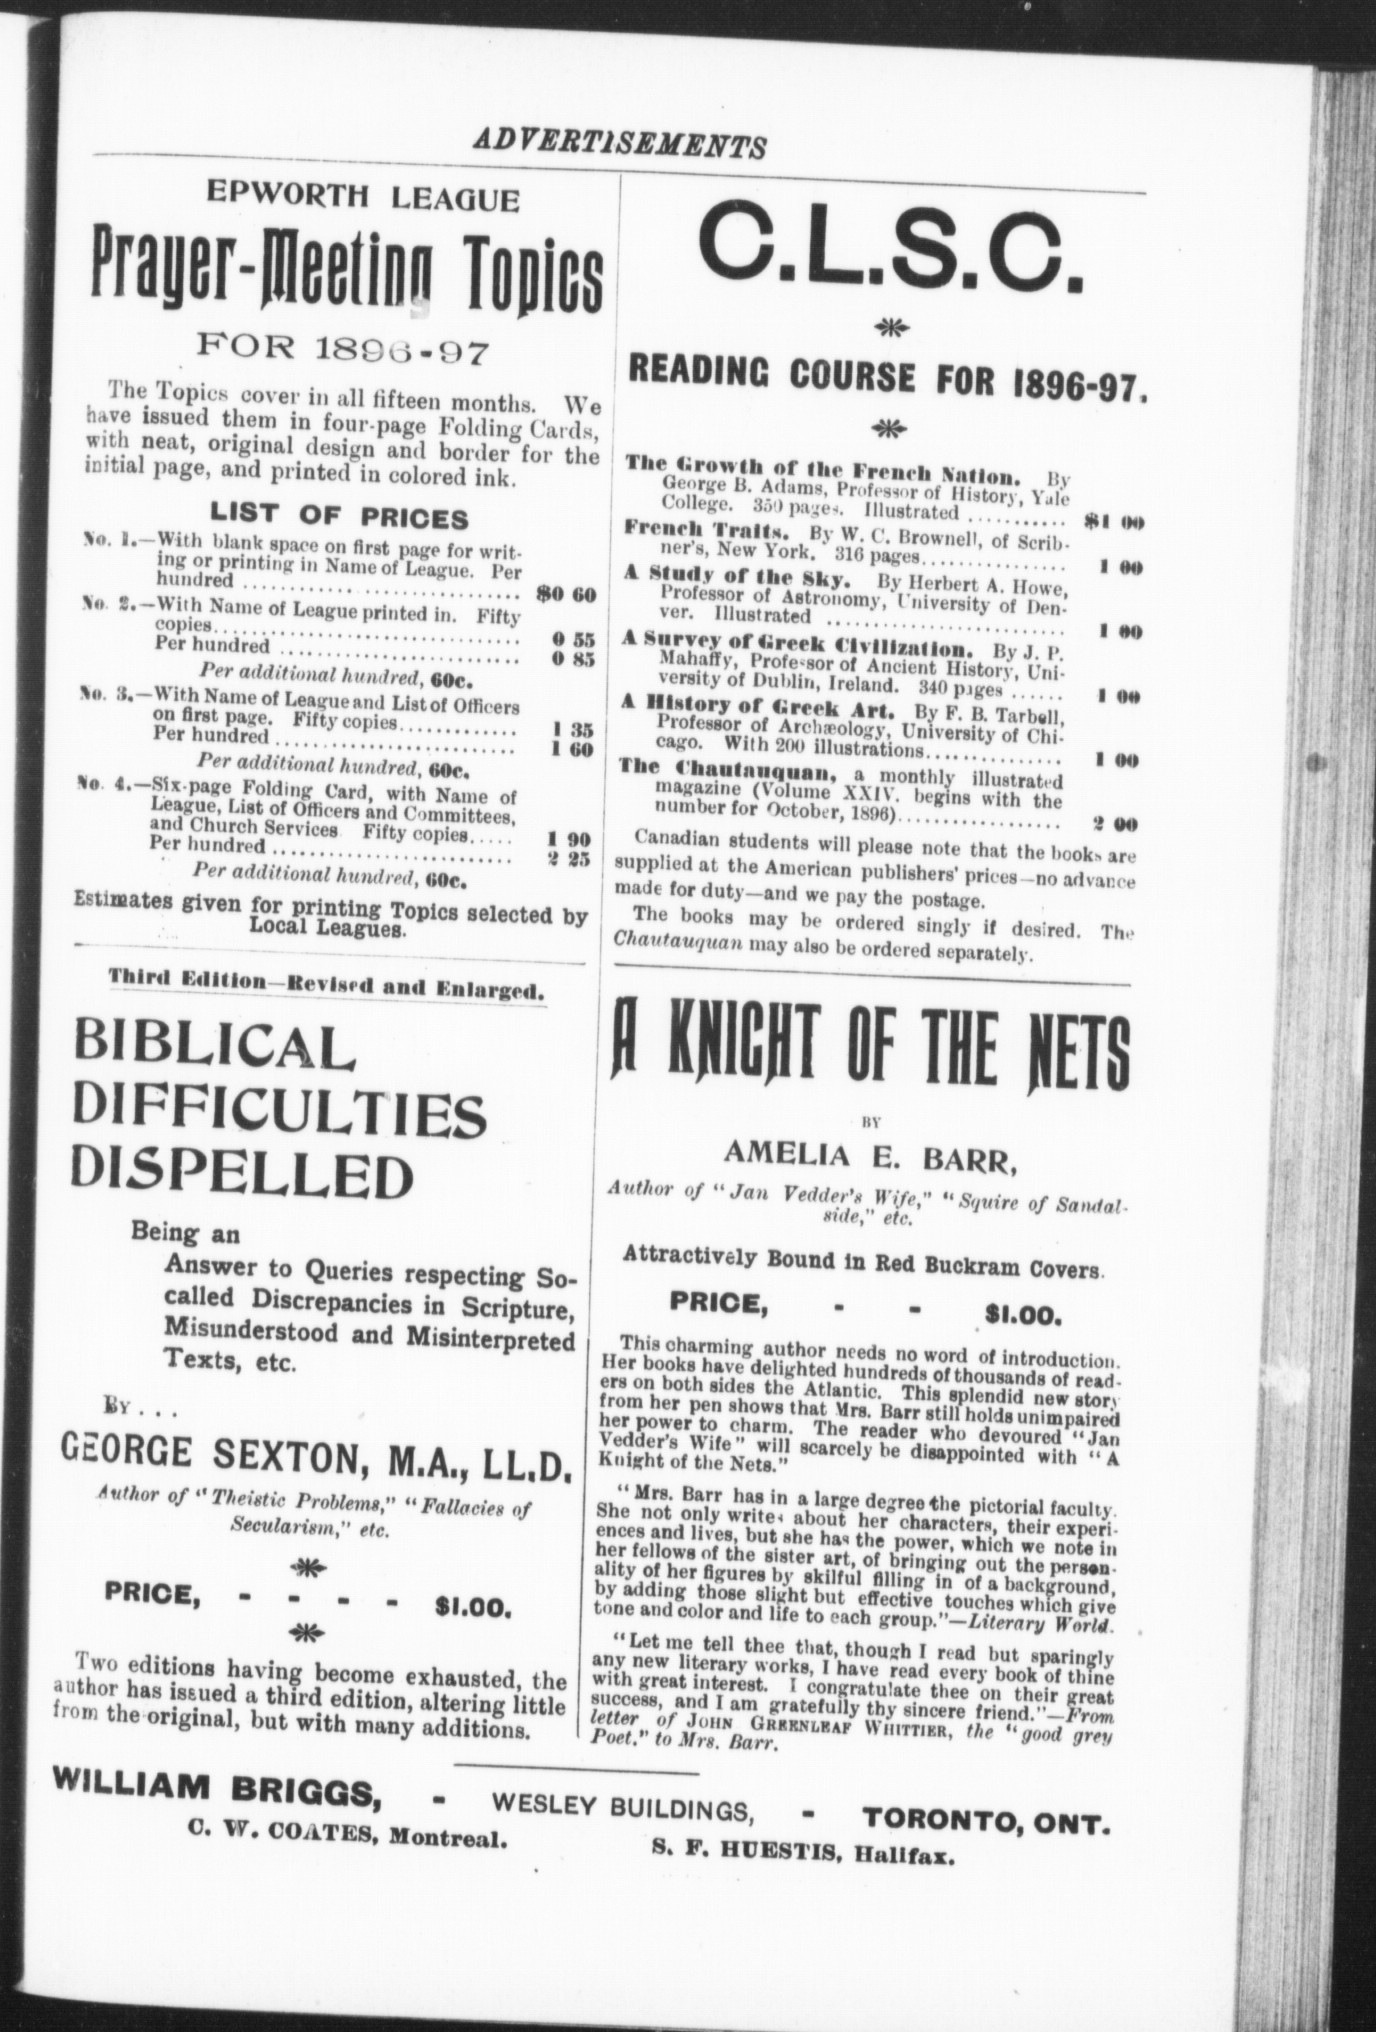 ADVERTISEMENTS
EPWORTH LEAGUE
Prayer-Meeting Topics
FOR 1896-97
The Topics cover in all fifteen months. We
have issued them in four-page Folding Cards,
with neat, original design and border for the
initial page, and printed in colored ink.
LIST OF PRICES
No. 1.—With blank space on first page for writ-
ing or printing in Name of League. Per
hundred .............................. $0 60
No. 2.—With Name of League printed in. Fifty
copies.............................. 0 55
Per hundred .............................. 0 85
Per additional hundred, 60c.
No. 3.—With Name of League and List of Officers
on first page. Fifty copies............. 1 35
Per hundred .............................. 1 60
Per additional hundred, 60c.
No. 4.—Six-page Folding Card, with Name of
League, List of Officers and Committees,
and Church Services Fifty copies..... 1 90
Per hundred .............................. 2 25
Per additional hundred, 60c.
Estimates given for printing Topics selected by
Local Leagues.
Third Edition—Revised and Enlarged.
BIBLICAL
DIFFICULTIES
DISPELLED
Being an
Answer to Queries respecting So-
called Discrepancies in Scripture,
Misunderstood and Misinterpreted
Texts, etc.
BY...
GEORGE SEXTON, M.A., LL.D.
Author of "Theistic Problems," "Fallacies of
Secularism," etc.
PRICE, - - - - $1.00.
Two editions having become exhausted, the
author has issued a third edition, altering little
from the original, but with many additions.
C.L.S.C.
READING COURSE FOR 1896-97.
The Growth of the French Nation. By
George B. Adams, Professor of History, Yale
College. 350 pages. Illustrated ........... $1 00
French Traits. By W. C. Brownell, of Scrib-
ner's, New York. 316 pages................ 1 00
A Study of the Sky. By Herbert A. Howe,
Professor of Astronomy, University of Den-
ver. Illustrated .......................... 1 00
A Survey of Greek Civilization. By J. P.
Mahaffy, Professor of Ancient History, Uni-
versity of Dublin, Ireland. 340 pages ...... 1 00
A History of Greek Art. By F. B. Tarbell,
Professor of Archæology, University of Chi-
cago. With 200 illustrations............... 1 00
The Chautauquan, a monthly illustrated
magazine (Volume XXIV. begins with the
number for October, 1896).................. 2 00
Canadian students will please note that the books are
supplied at the American publishers' prices—no advance
made for duty—and we pay the postage.
The books may be ordered singly if desired. The
Chautauquan may also be ordered separately.
A KNIGHT OF THE NETS
BY
AMELIA E. BARR,
Author of "Jan Vedder's Wife," "Squire of Sandal-
side," etc.
Attractively Bound in Red Buckram Covers.
PRICE, - - $1.00.
This charming author needs no word of introduction.
Her books have delighted hundreds of thousands of read-
ers on both sides the Atlantic. This splendid new story
from her pen shows that Mrs. Barr still holds unimpaired
her power to charm. The reader who devoured "Jan
Vedder's Wife" will scarcely be disappointed with "A
Knight of the Nets."
"Mrs. Barr has in a large degree the pictorial faculty.
She not only writes about her characters, their experi-
ences and lives, but she has the power, which we note in
her fellows of the sister art, of bringing out the person-
ality of her figures by skilful filling in of a background,
by adding those slight but effective touches which give
tone and color and life to each group."—Literary World.
"Let me tell thee that, though I read but sparingly
any new literary works, I have read every book of thine
with great interest. I congratulate thee on their great
success, and I am gratefully thy sincere friend."—From
letter of JOHN GREENLEAF WHITTIER, the "good grey
Poet." to Mrs. Barr.
WILLIAM BRIGGS, - WESLEY BUILDINGS, - TORONTO, ONT.
C. W. COATES, Montreal. S. F. HUESTIS, Halifax.